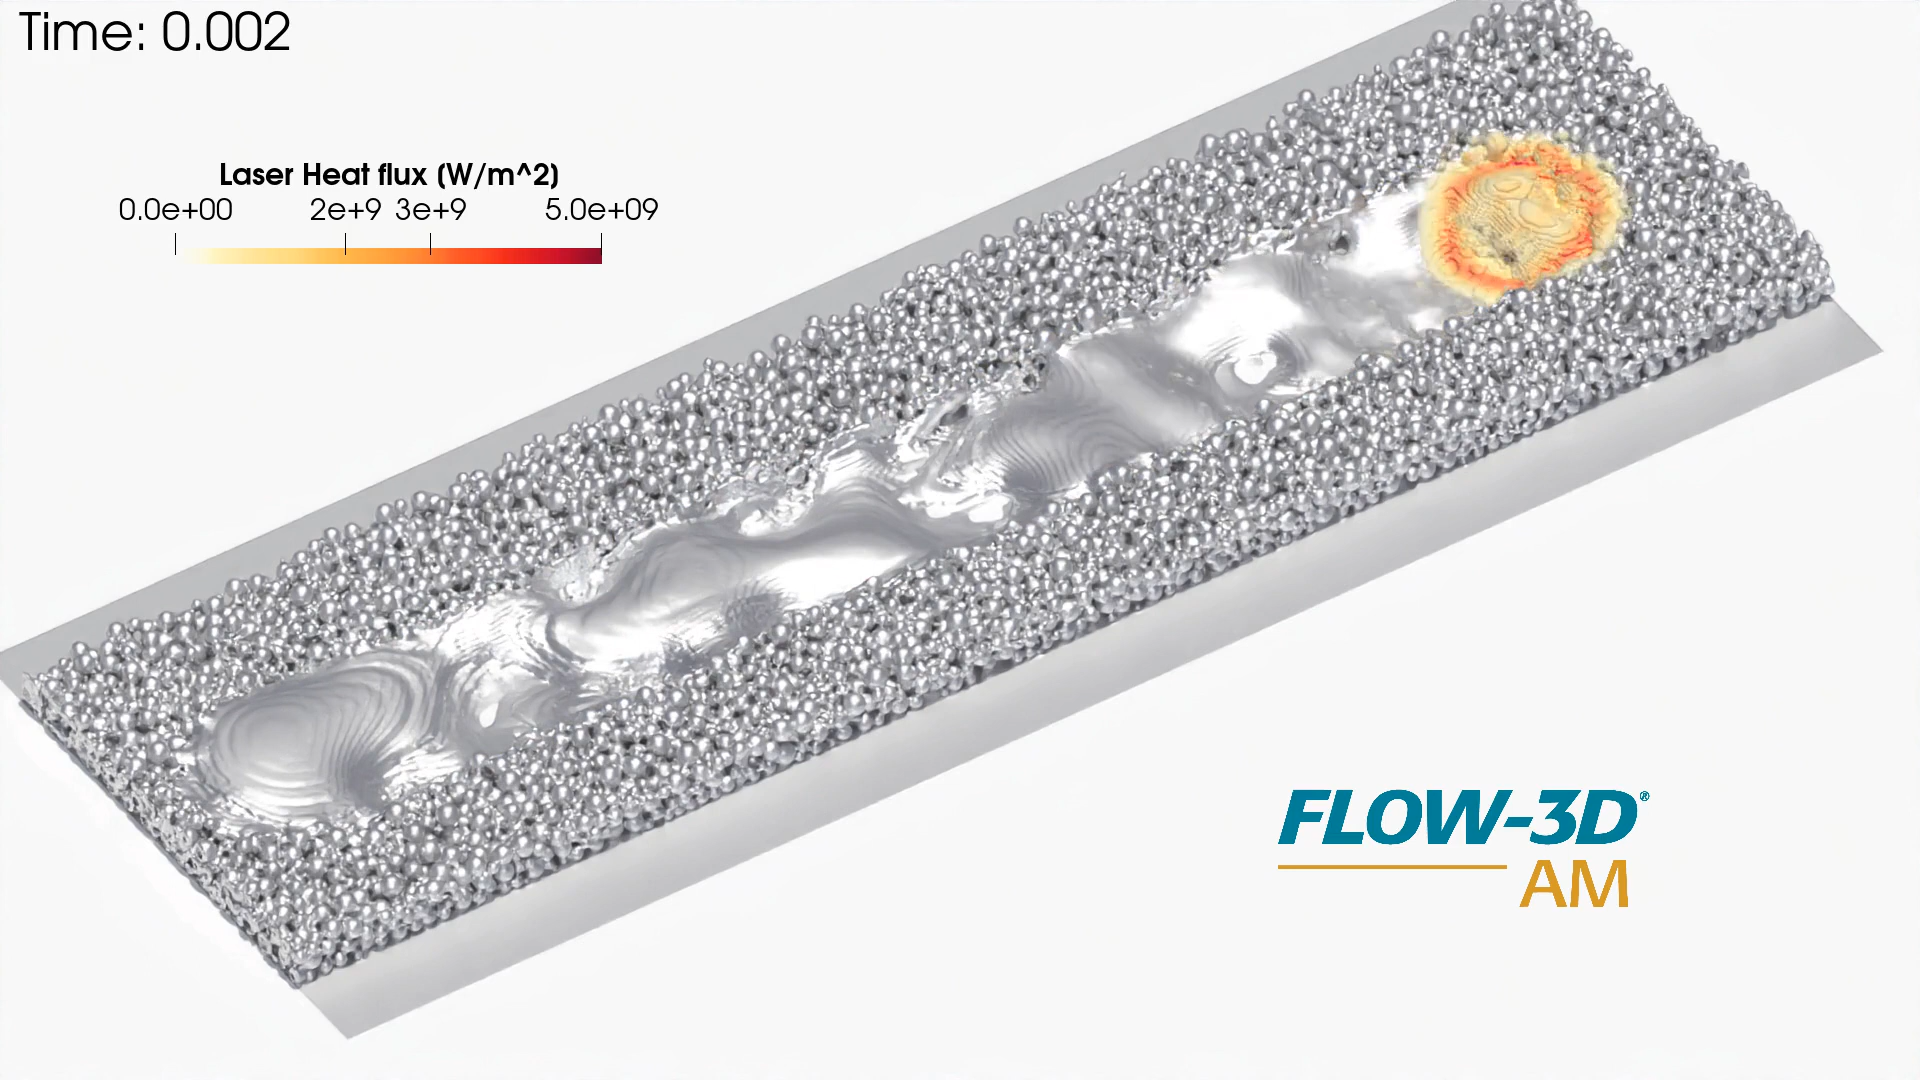 Time: 0.002
Laser Heat flux (W/m^2)
0.0e+00 2e+9 3e+9 5.0e+09
FLOW-3D®
AM